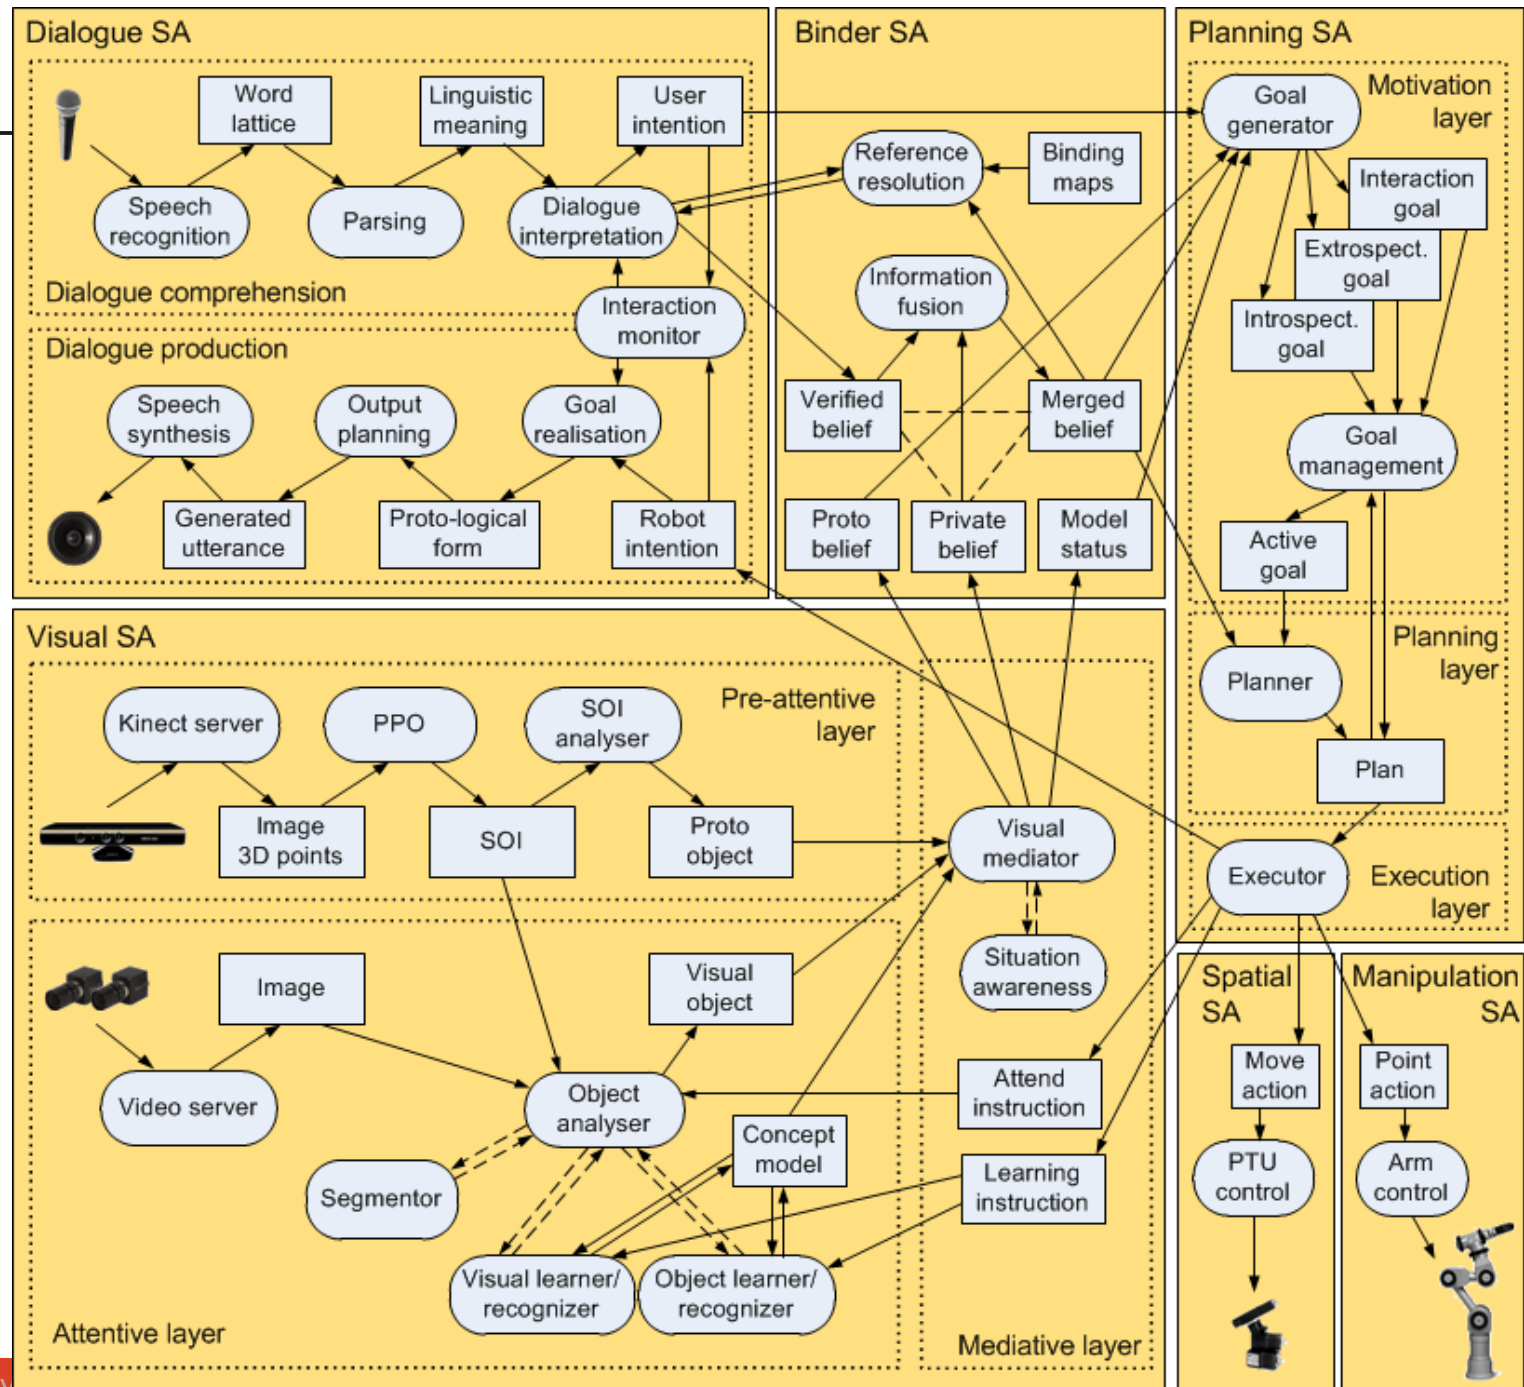 Dialogue SA
Word
lattice
Linguistic
meaning
User
intention
Speech
recognition
Parsing
Dialogue
interpretation
Dialogue comprehension
Interaction
monitor
Dialogue production
Speech
synthesis
Output
planning
Goal
realisation
Generated
utterance
Proto-logical
form
Robot
intention
Binder SA
Reference
resolution
Binding
maps
Information
fusion
Verified
belief
Merged
belief
Proto
belief
Private
belief
Model
status
Planning SA
Goal
generator
Motivation
layer
Interaction
goal
Extrospect.
goal
Introspect.
goal
Goal
management
Active
goal
Planning
layer
Planner
Plan
Executor
Execution
layer
Visual SA
Kinect server
PPO
SOI
analyser
Pre-attentive
layer
Image
3D points
SOI
Proto
object
Visual
mediator
Situation
awareness
Image
Visual
object
Video server
Object
analyser
Attend
instruction
Concept
model
Segmentor
Learning
instruction
Visual learner/
recognizer
Object learner/
recognizer
Attentive layer
Mediative layer
Spatial
SA
Move
action
PTU
control
Manipulation
SA
Point
action
Arm
control